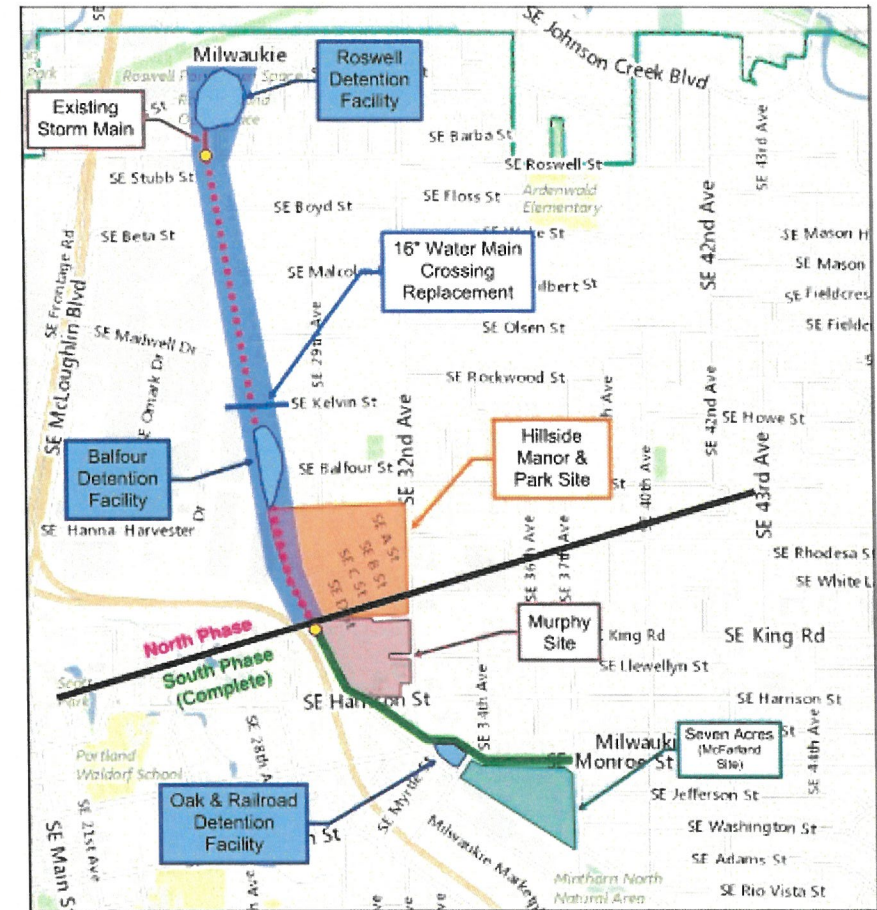 SE Johnson Creek Blvd
Milwaukie
Roswell
Detention
Facility
Existing
Storm Main
SE Barba St
SE Roswell St
Ardenwald
Elementary
SE 43rd Ave
SE Stubb St
SE Boyd St
SE Floss St
SE 42nd Ave
SE Beta St
SE Mason
SE Mason
SE Frontage Rd
SE McLoughlin Blvd
16" Water Main
Crossing
Replacement
SE Olsen St
SE Madwell Dr
SE 29th Ave
SE Rockwood St
SE Omark Dr
SE Kelvin St
SE 32nd Ave
SE 42nd Ave
SE Howe St
Hillside
Manor &
Park Site
Balfour
Detention
Facility
SE Balfour St
SE 40th Ave
SE 43rd Ave
SE Hanna Harvester Dr
SE A St
SE B St
SE C St
SE 36th Ave
SE 37th Ave
SE Rhodesa St
SE White
North Phase
South Phase
(Complete)
Murphy
Site
King Rd
SE King Rd
SE Llewellyn St
SE Harrison St
SE 34th Ave
SE Harrison St
Portland
Waldorf School
SE 28th
SE Monroe St
Seven Acres
(McFarland
Site)
SE 44th Ave
SE Jefferson St
Oak & Railroad
Detention
Facility
SE Myrtle St
SE 21st Ave
SE Main St
SE Washington St
Milwaukie
SE Adams St
Minthorn North
Natural Area
SE Rio Vista St